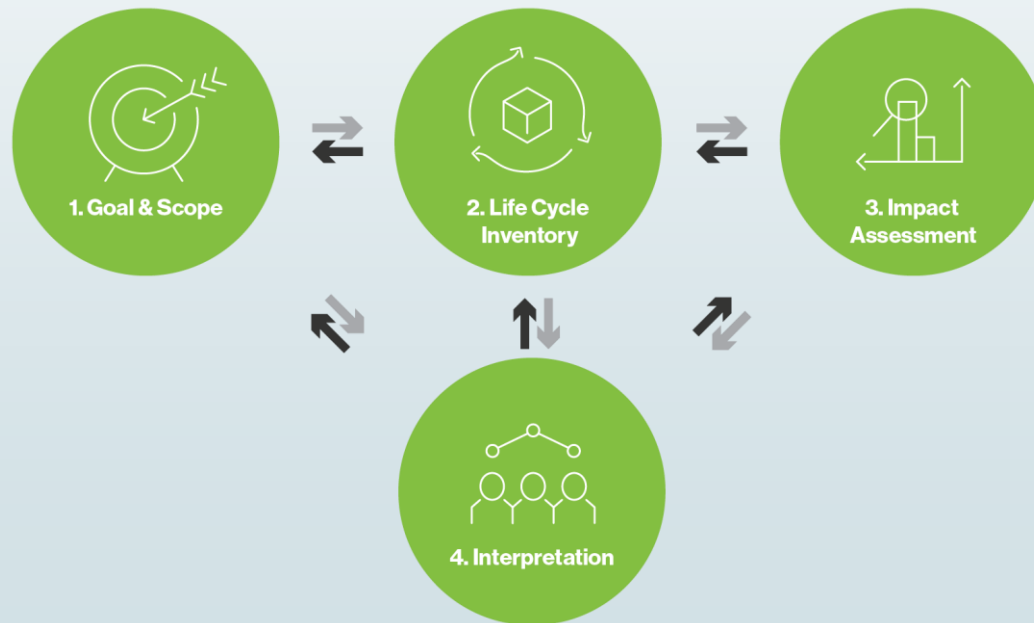 1. Goal & Scope
2. Life Cycle
Inventory
3. Impact
Assessment
4. Interpretation